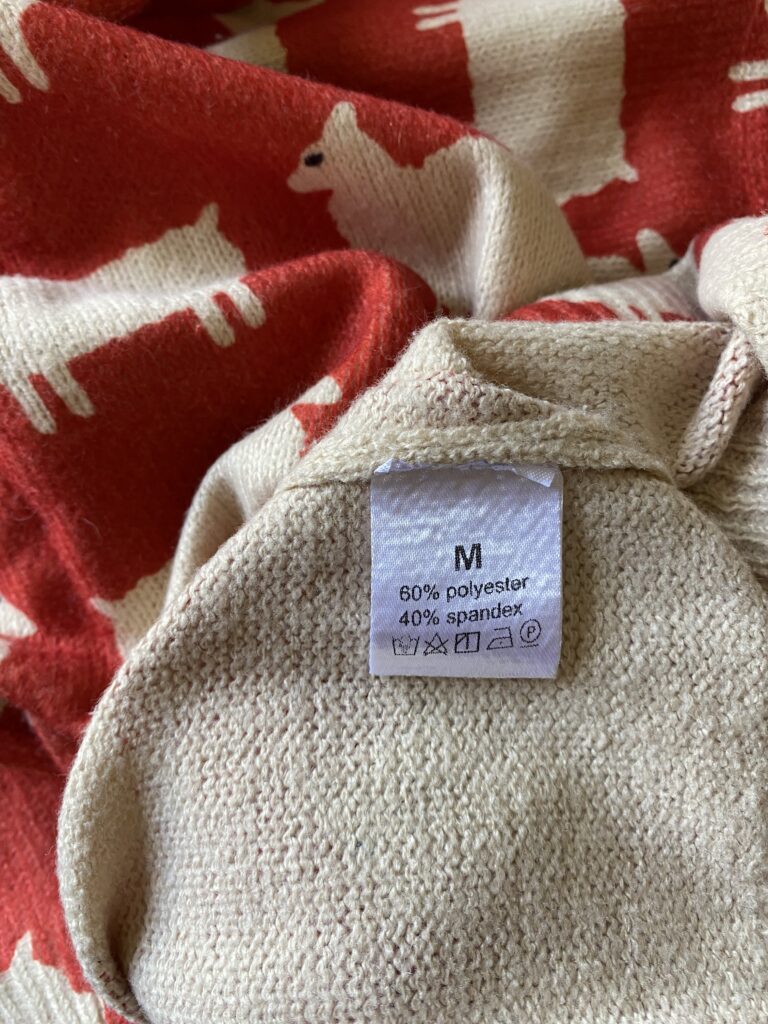 M
60% polyester
40% spandex
P